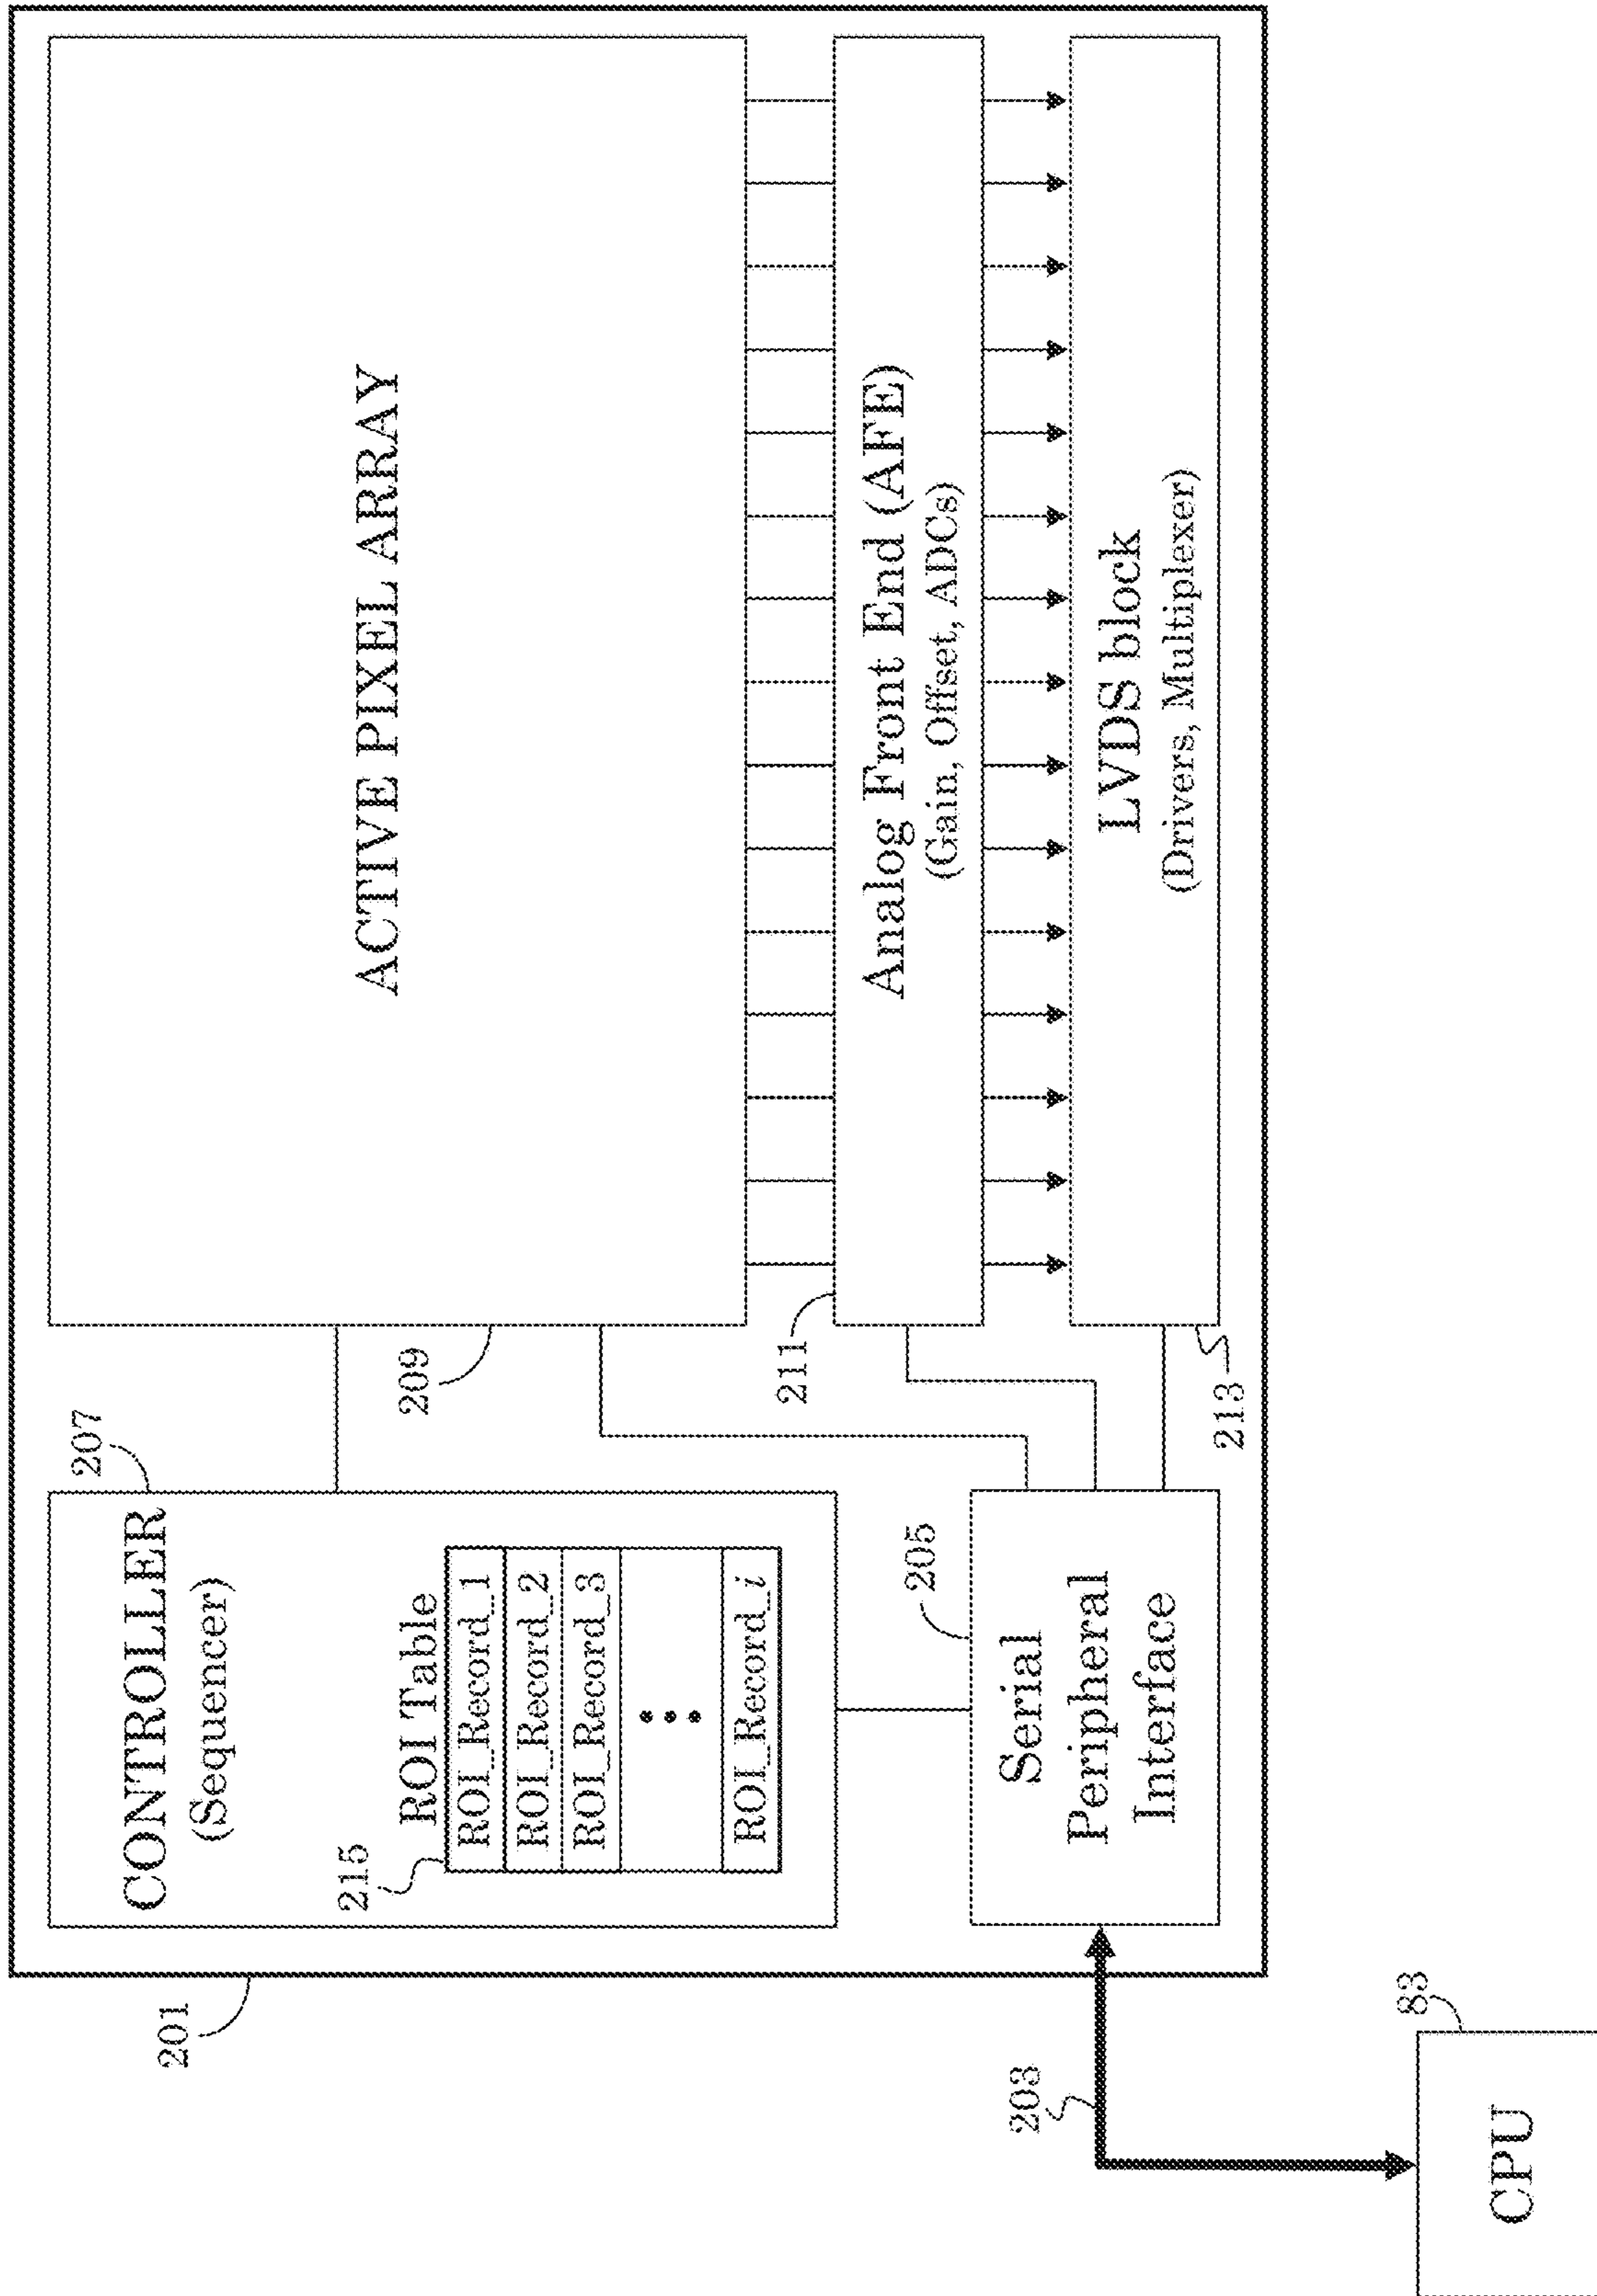 201
207
CONTROLLER
(Sequencer)
215
ROI Table
ROI_Record_1
ROI_Record_2
ROI_Record_3
ROI_Record_i
209
ACTIVE PIXEL ARRAY
211
Analog Front End (AFE)
(Gain, Offset, ADCs)
205
Serial
Peripheral
Interface
213
LVDS block
(Drivers, Multiplexer)
203
83
CPU